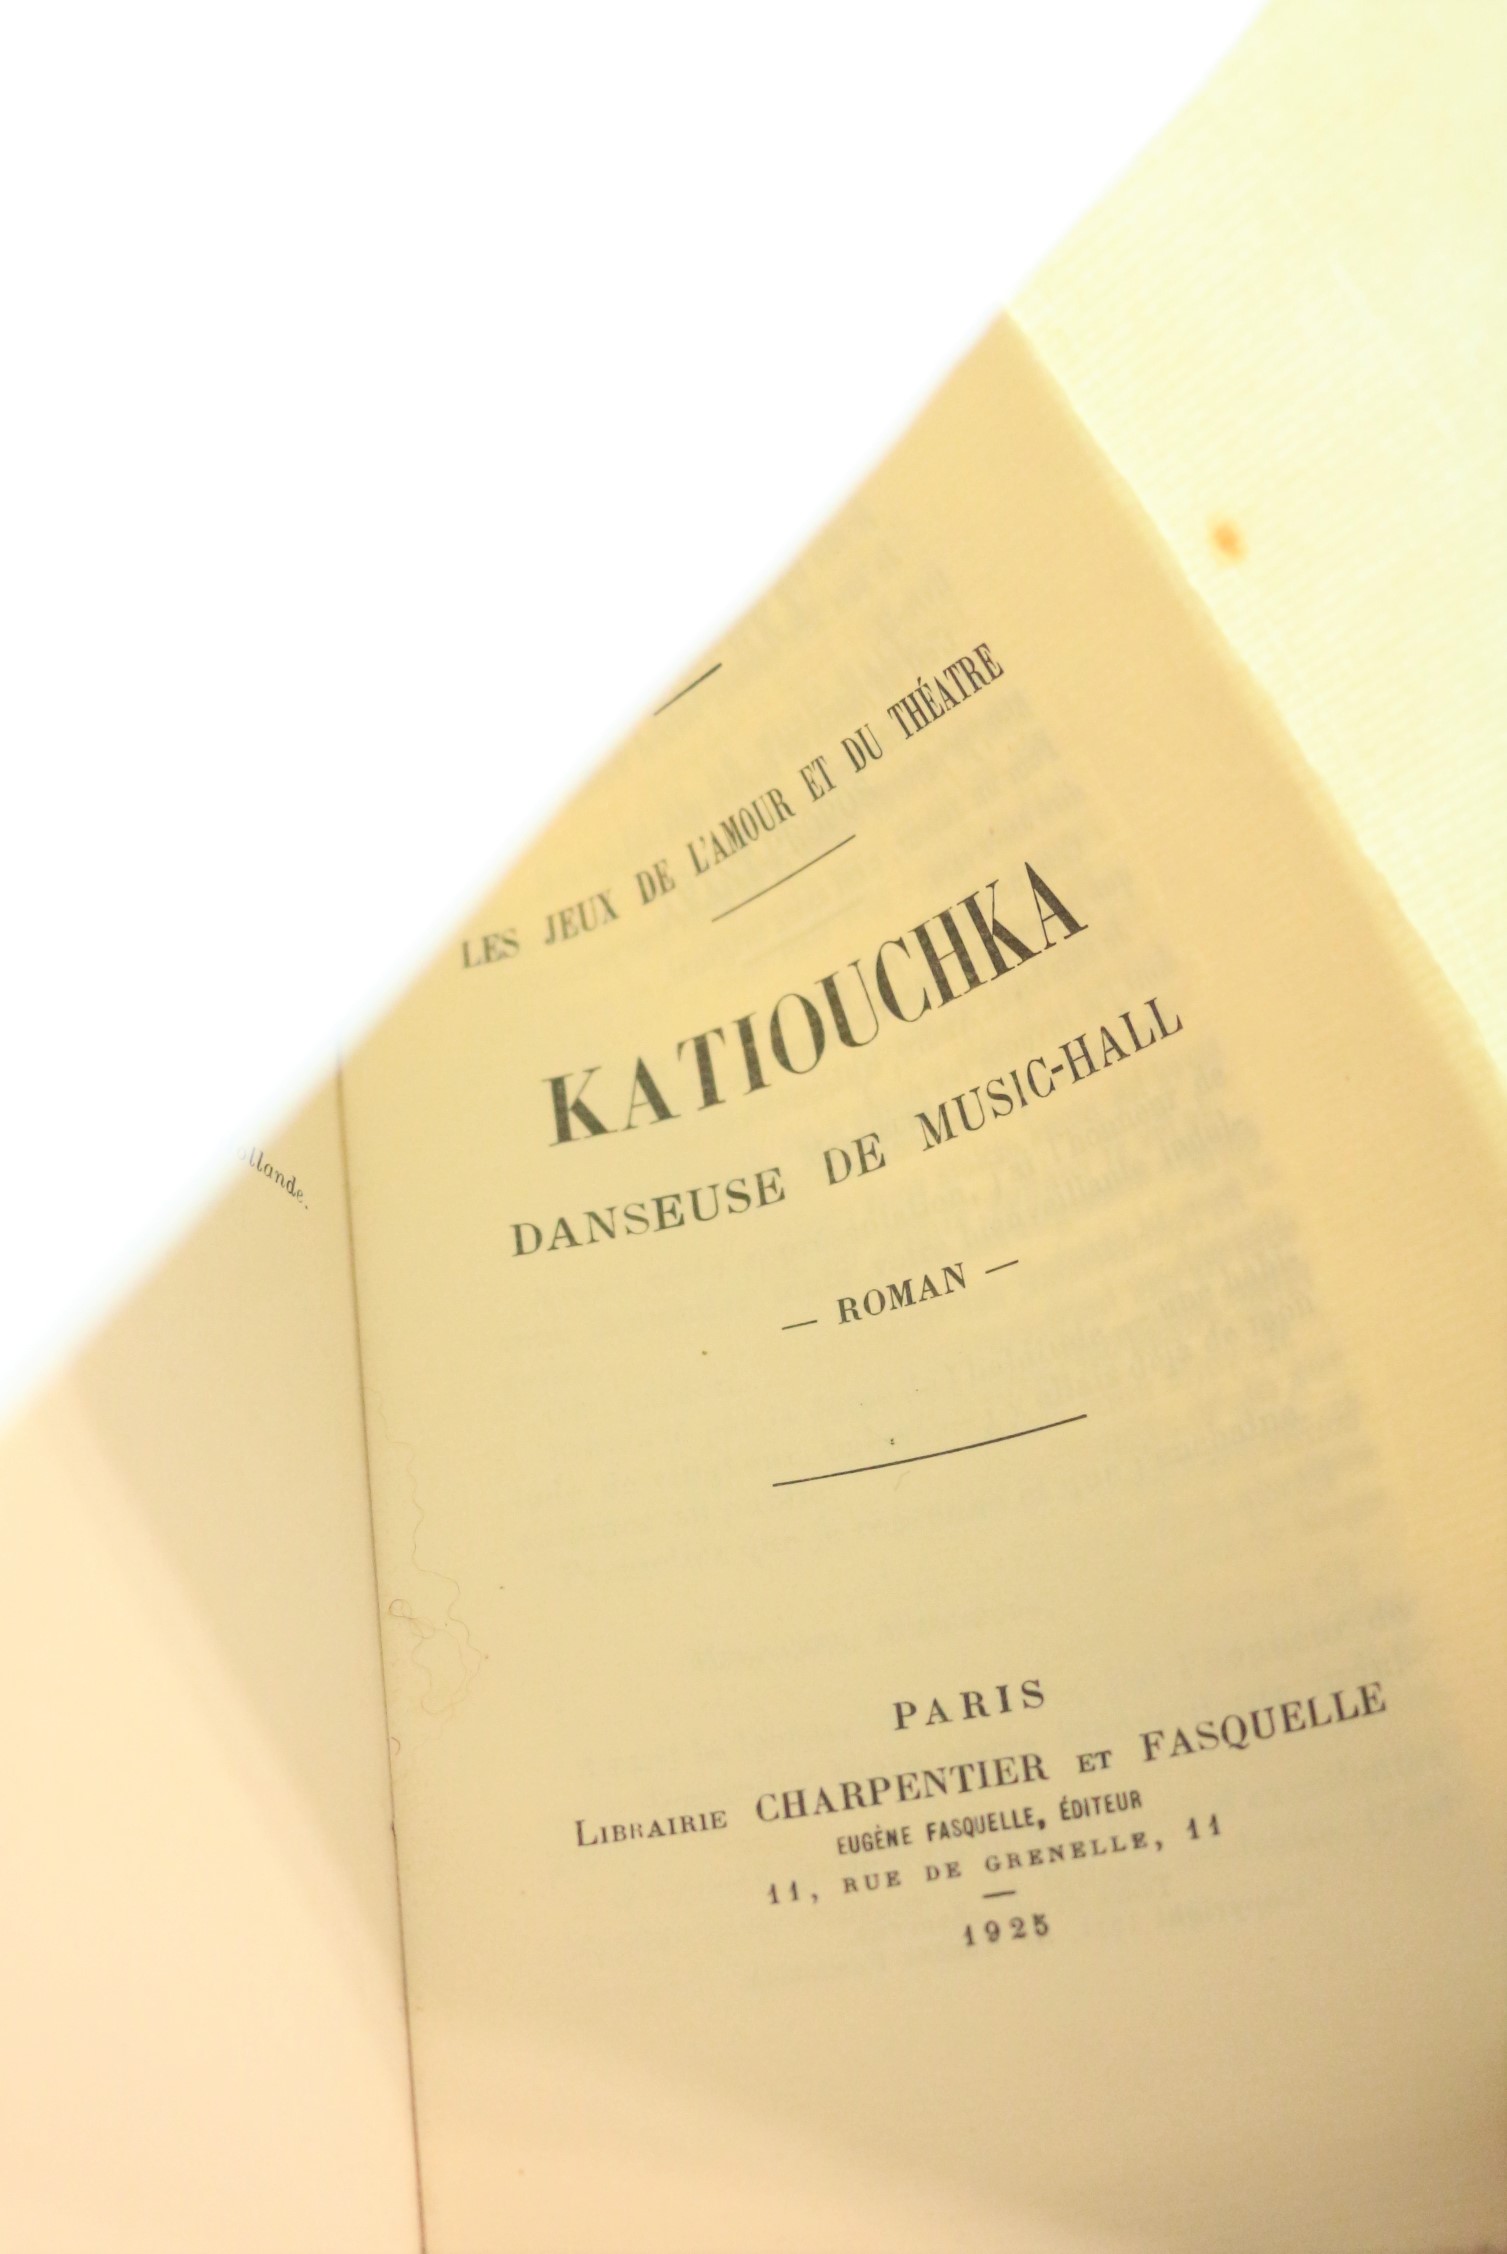 LES JEUX DE L'AMOUR ET DU THÉATRE
KATIOUCHKA
DANSEUSE DE MUSIC-HALL
— ROMAN —
PARIS
LIBRAIRIE CHARPENTIER ET FASQUELLE
EUGÈNE FASQUELLE, ÉDITEUR
11, RUE DE GRENELLE, 11
1925